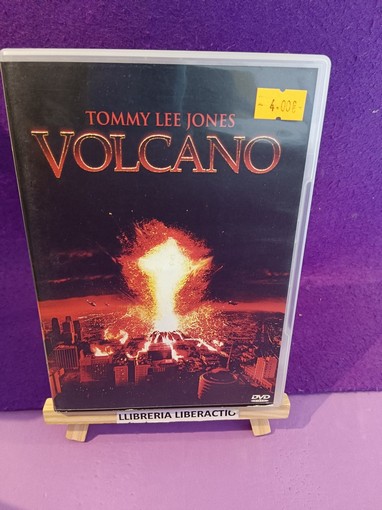 - 4.00€-
TOMMY LEE JONES
VOLCANO
DVD
LLIBRERIA LIBERACTIO